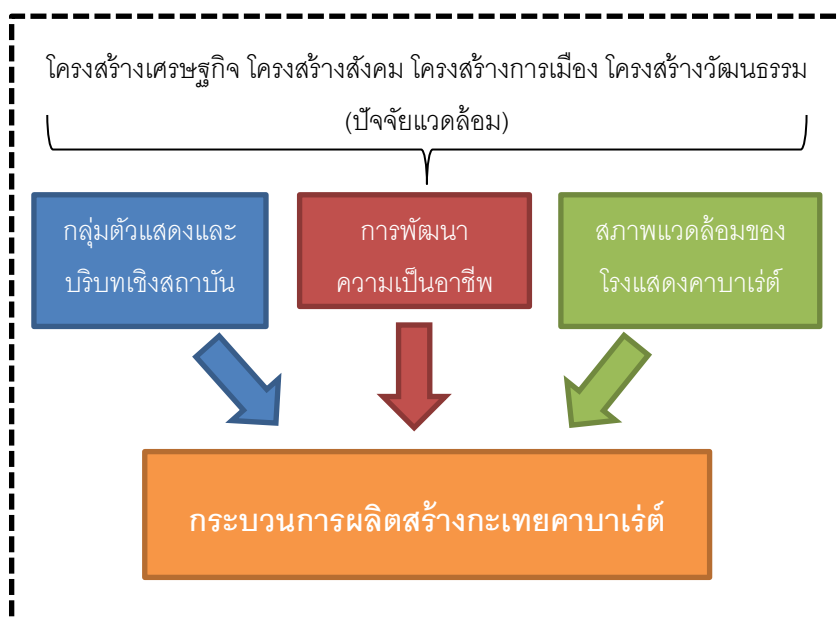 โครงสร้างเศรษฐกิจ โครงสร้างสังคม โครงสร้างการเมือง โครงสร้างวัฒนธรรม
(ปัจจัยแวดล้อม)
กลุ่มตัวแสดงและ
บริบทเชิงสถาบัน
การพัฒนา
ความเป็นอาชีพ
สภาพแวดล้อมของ
โรงแสดงคาบาเร่ต์
กระบวนการผลิตสร้างกะเทยคาบาเร่ต์